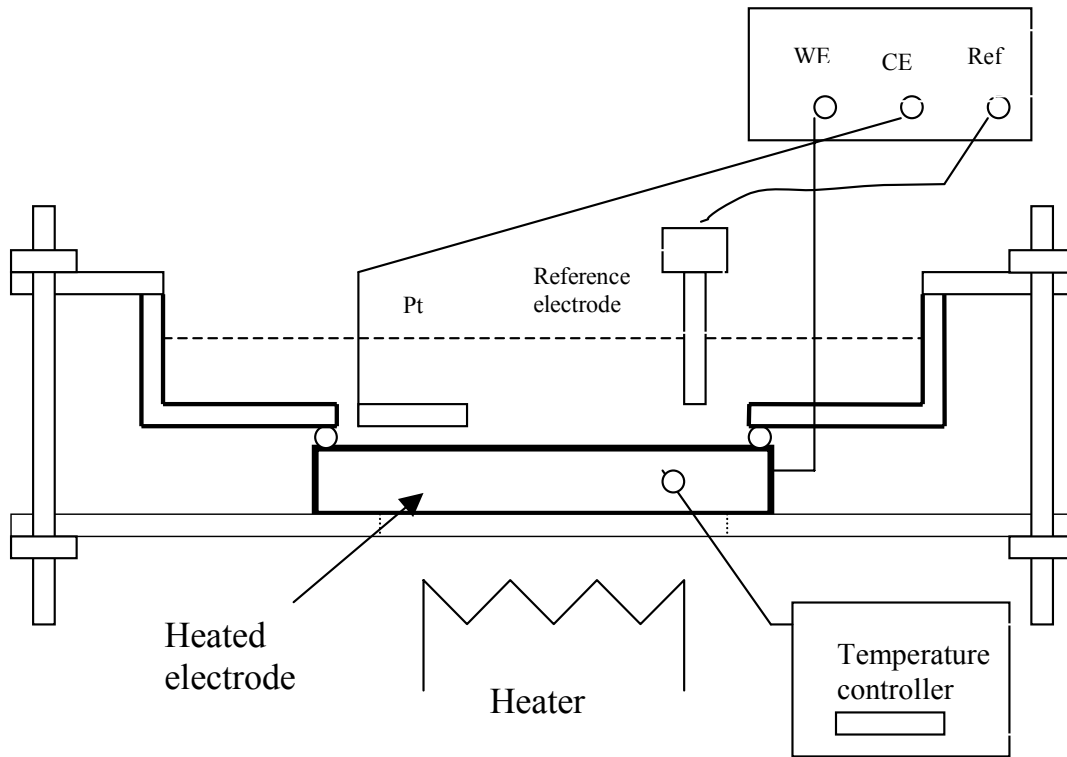 WE
CE
Ref
Reference
electrode
Pt
Heated
electrode
Heater
Temperature
controller